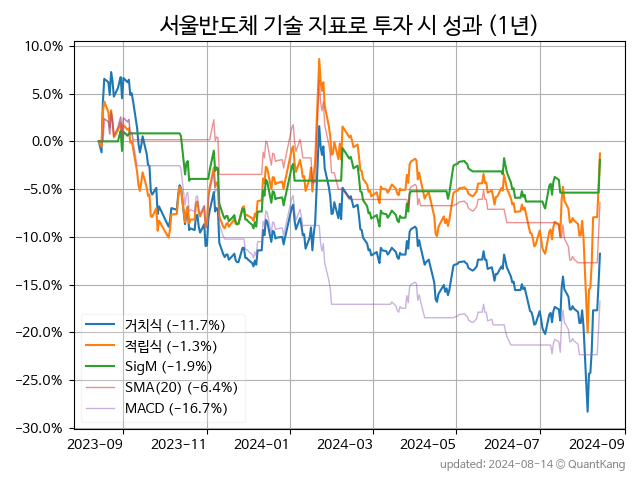 서울반도체 기술 지표로 투자 시 성과 (1년)
10.0%
5.0%
0.0%
−5.0%
−10.0%
−15.0%
−20.0%
−25.0%
−30.0%
거치식 (−11.7%)
적립식 (−1.3%)
SigM (−1.9%)
SMA(20) (−6.4%)
MACD (−16.7%)
2023-09 2023-11 2024-01 2024-03 2024-05 2024-07 2024-09
updated: 2024-08-14 © QuantKang